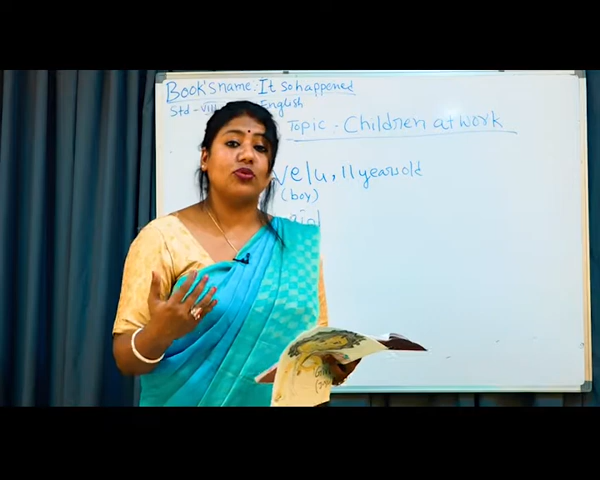 Book's name: It so happened
Std - VIII English
Topic - Children at work
Velu, 11 years old
(boy)